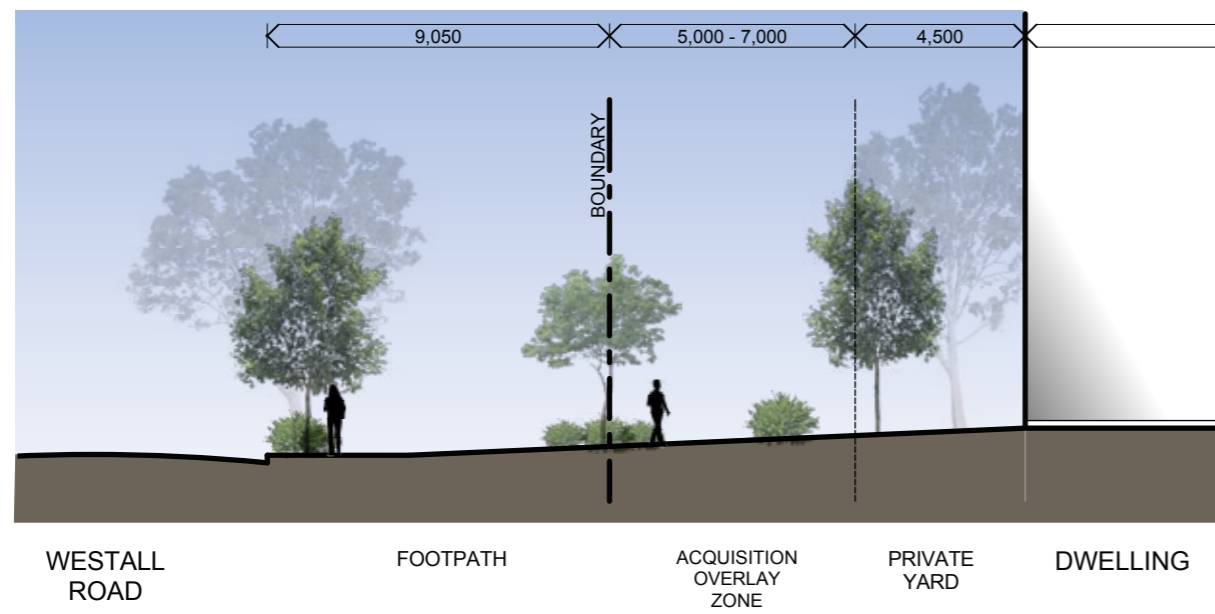 9,050
5,000 - 7,000
4,500
BOUNDARY
WESTALL
ROAD
FOOTPATH
ACQUISITION
OVERLAY
ZONE
PRIVATE
YARD
DWELLING